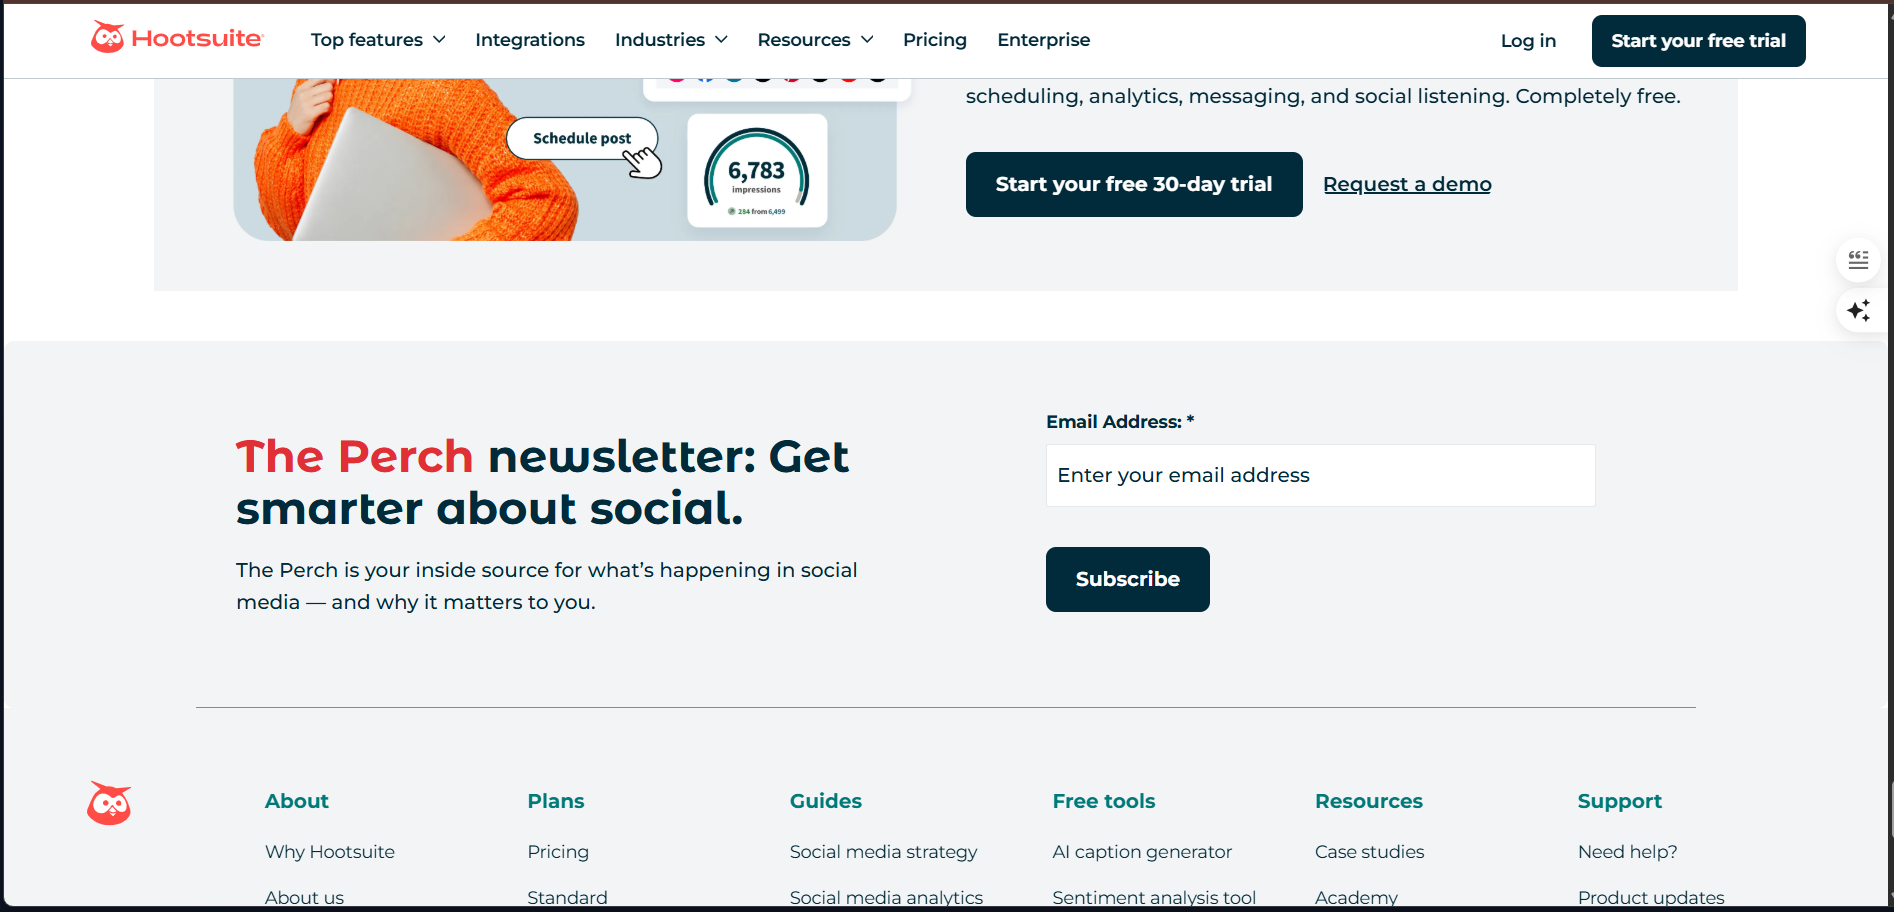 Hootsuite
Top features
Integrations
Industries
Resources
Pricing
Enterprise
Log in
Start your free trial
scheduling, analytics, messaging, and social listening. Completely free.
Schedule post
6,783
impressions
284 from 6,499
Start your free 30-day trial
Request a demo
The Perch newsletter: Get
smarter about social.
The Perch is your inside source for what’s happening in social
media — and why it matters to you.
Email Address: *
Enter your email address
Subscribe
About
Why Hootsuite
About us
Plans
Pricing
Standard
Guides
Social media strategy
Social media analytics
Free tools
AI caption generator
Sentiment analysis tool
Resources
Case studies
Academy
Support
Need help?
Product updates